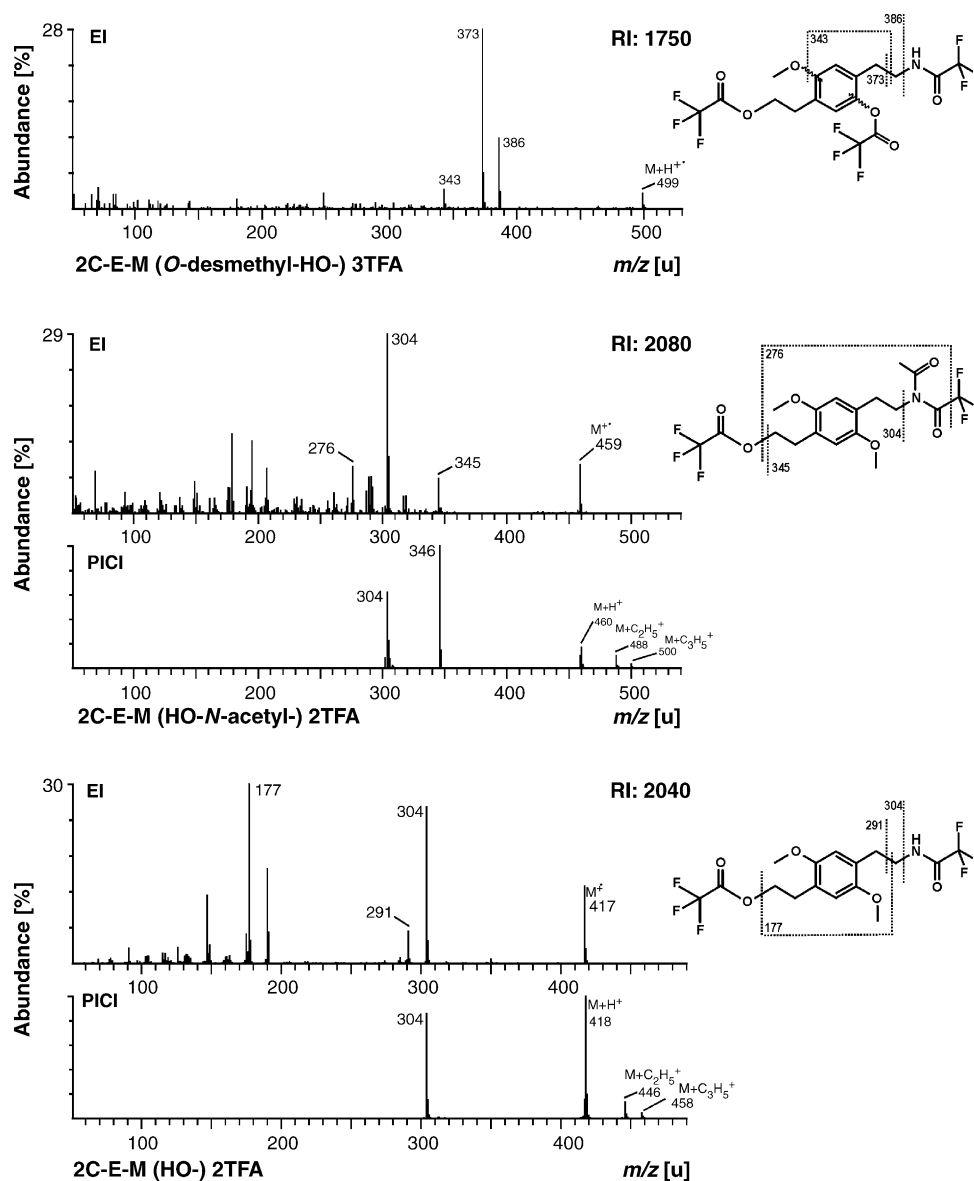 28
EI
RI: 1750
Abundance [%]
373
386
343
M+H+•
499
100
200
300
400
500
2C-E-M (O-desmethyl-HO-) 3TFA
m/z [u]
343
386
373
O
H
N
O
F
F
O
O
F
F
F
O
O
F
F
F
29
EI
RI: 2080
Abundance [%]
304
276
345
M+•
459
100
200
300
400
500
PICI
346
304
M+H+
460
M+C2H5+
488
M+C3H5+
500
100
200
300
400
500
2C-E-M (HO-N-acetyl-) 2TFA
m/z [u]
276
O
N
O
F
F
O
O
304
O
O
F
F
F
345
30
EI
RI: 2040
Abundance [%]
177
304
291
417
100
200
300
400
PICI
304
M+H+
418
M+C2H5+
446
M+C3H5+
458
100
200
300
400
2C-E-M (HO-) 2TFA
m/z [u]
304
291
H
N
O
F
F
O
O
O
O
F
F
F
177